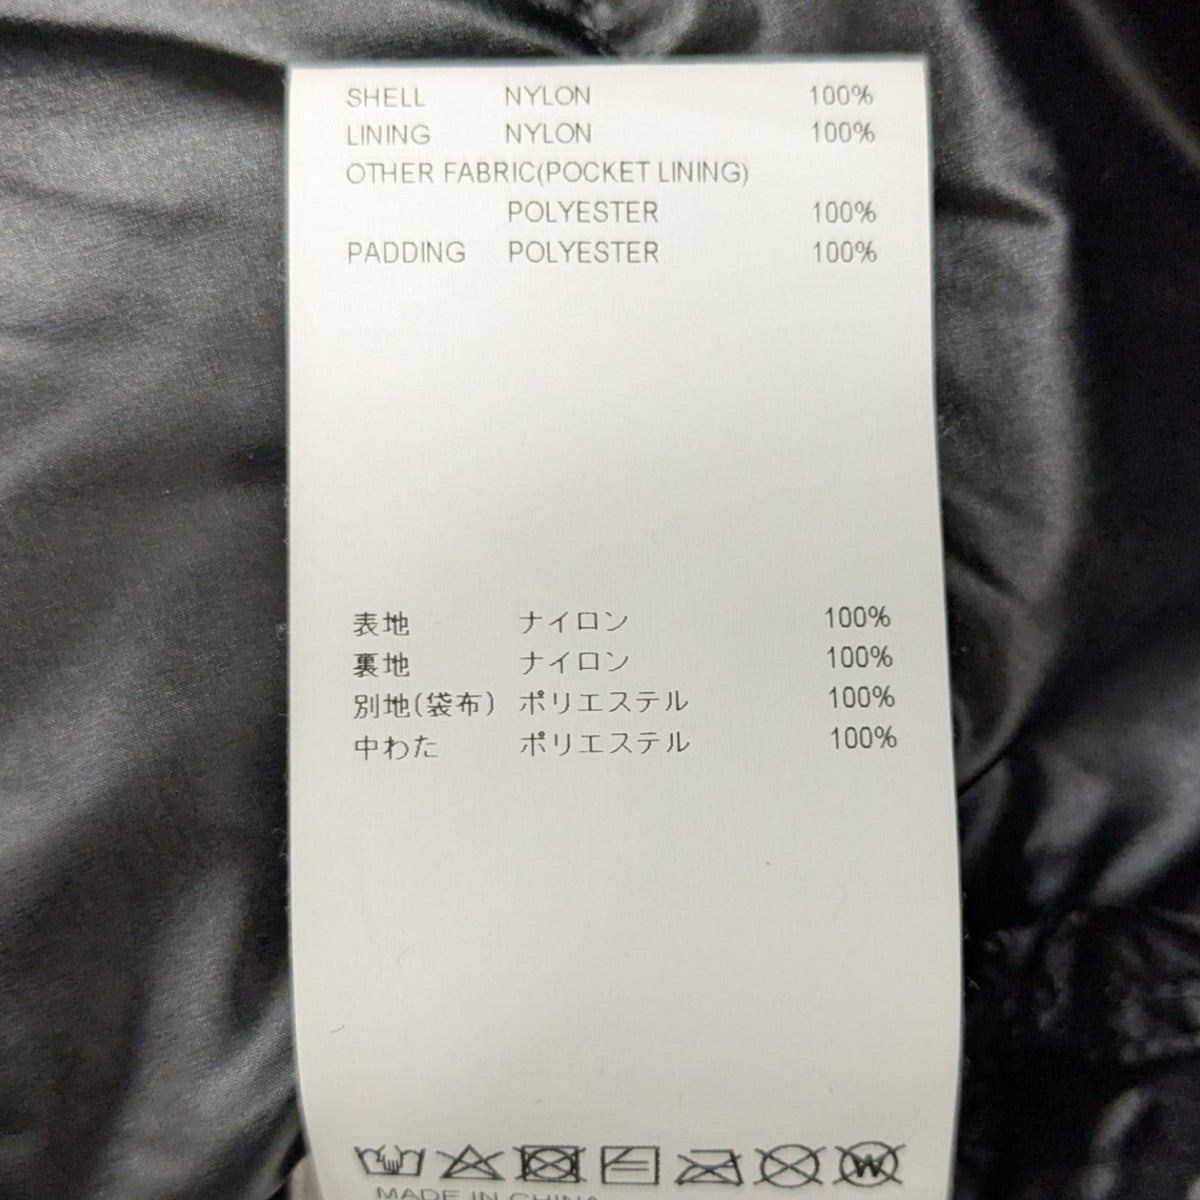 SHELL NYLON 100%
LINING NYLON 100%
OTHER FABRIC(POCKET LINING)
POLYESTER 100%
PADDING POLYESTER 100%
表地 ナイロン 100%
裏地 ナイロン 100%
別地(袋布) ポリエステル 100%
中わた ポリエステル 100%
W
MADE IN CHINA